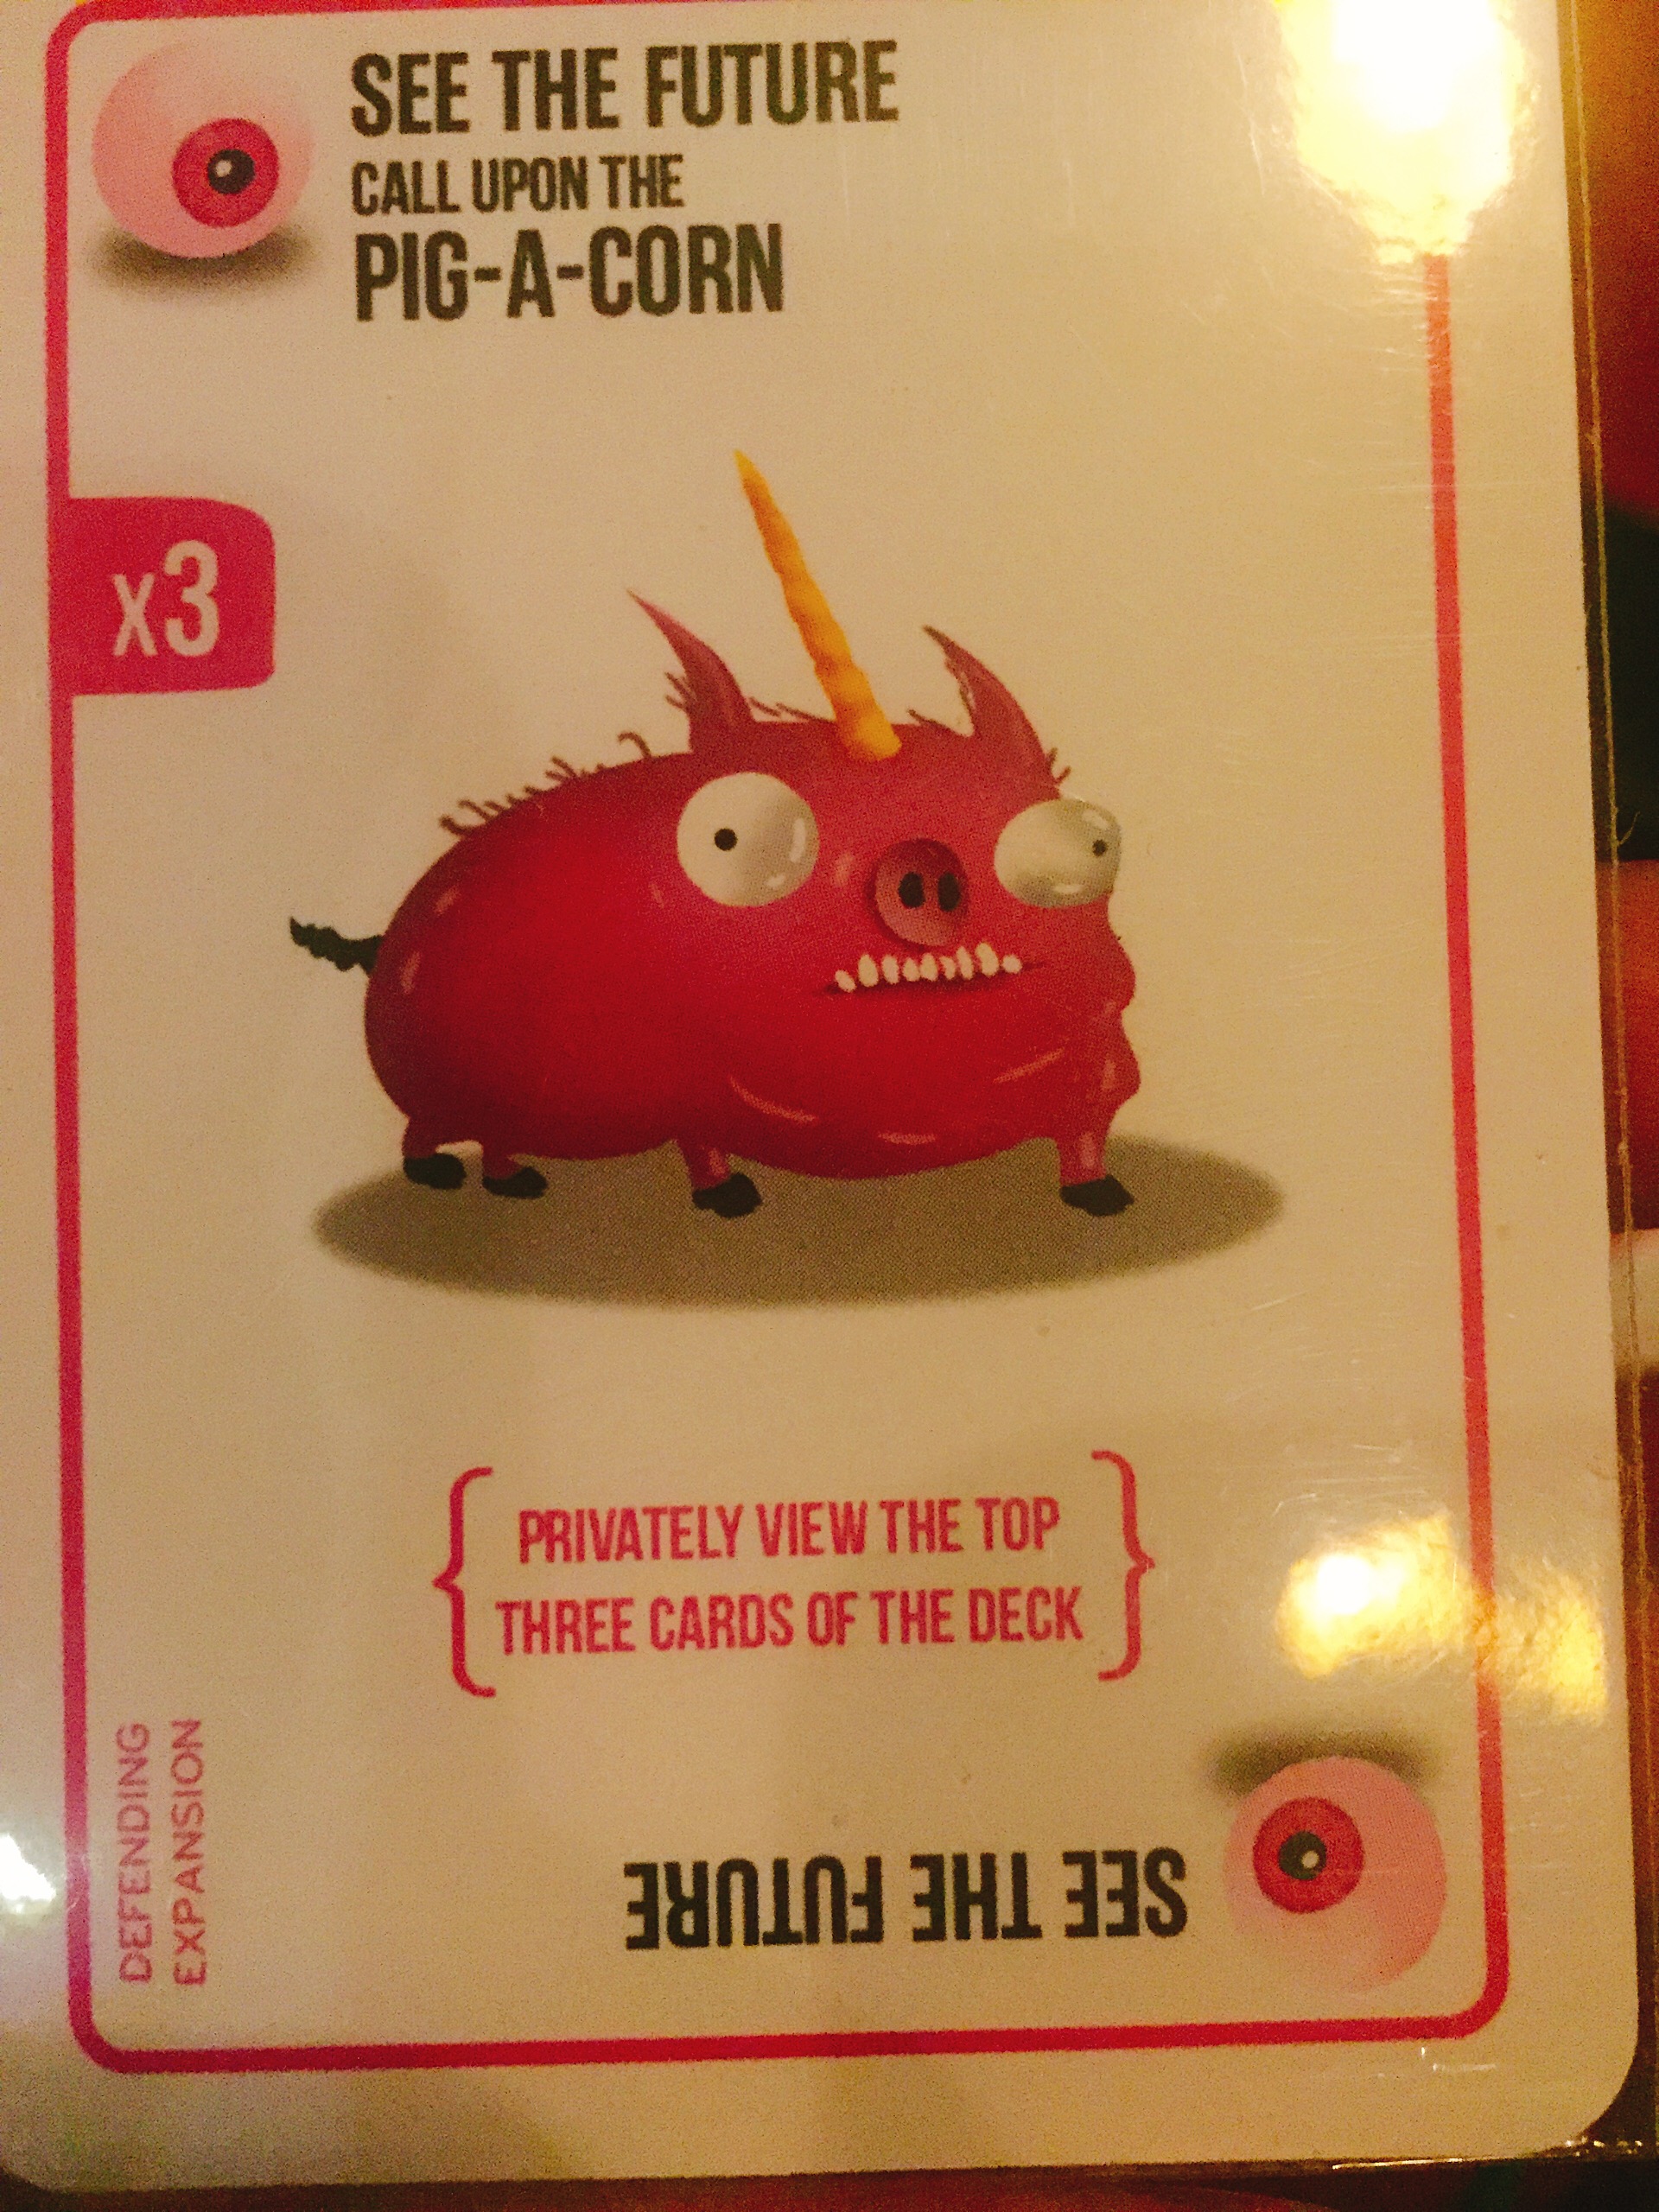 SEE THE FUTURE
CALL UPON THE
PIG-A-CORN
x3
PRIVATELY VIEW THE TOP
THREE CARDS OF THE DECK
DEFENDING
EXPANSION
SEE THE FUTURE